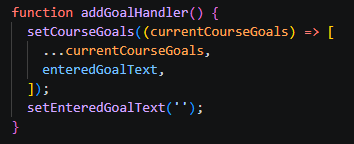 function addGoalHandler() {
  setCourseGoals((currentCourseGoals) => [
    ...currentCourseGoals,
    enteredGoalText,
  ]);
  setEnteredGoalText('');
}